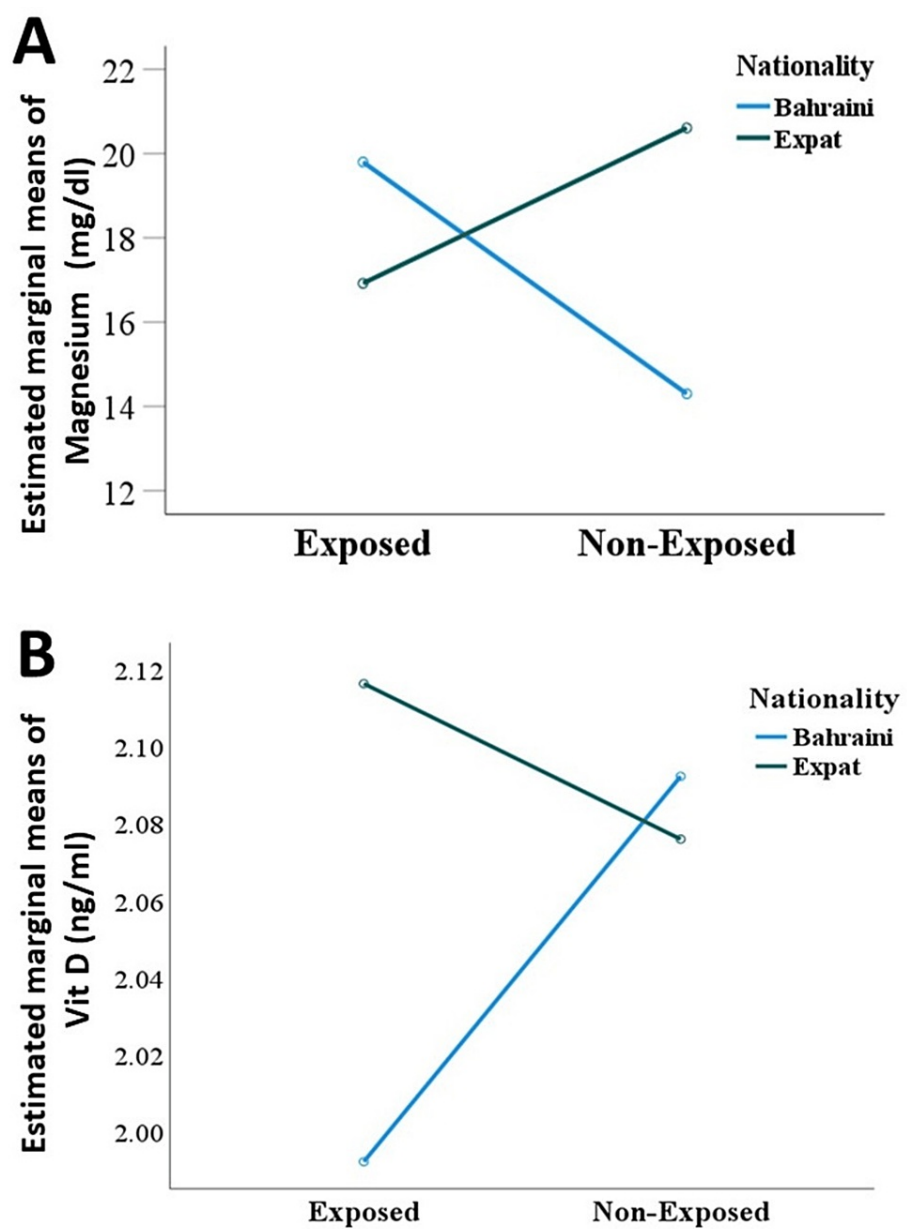 A
Estimated marginal means of
Magnesium (mg/dl)
22
20
18
16
14
12
Nationality
Bahraini
Expat
Exposed
Non-Exposed
B
Estimated marginal means of
Vit D (ng/ml)
2.12
2.10
2.08
2.06
2.04
2.02
2.00
Nationality
Bahraini
Expat
Exposed
Non-Exposed